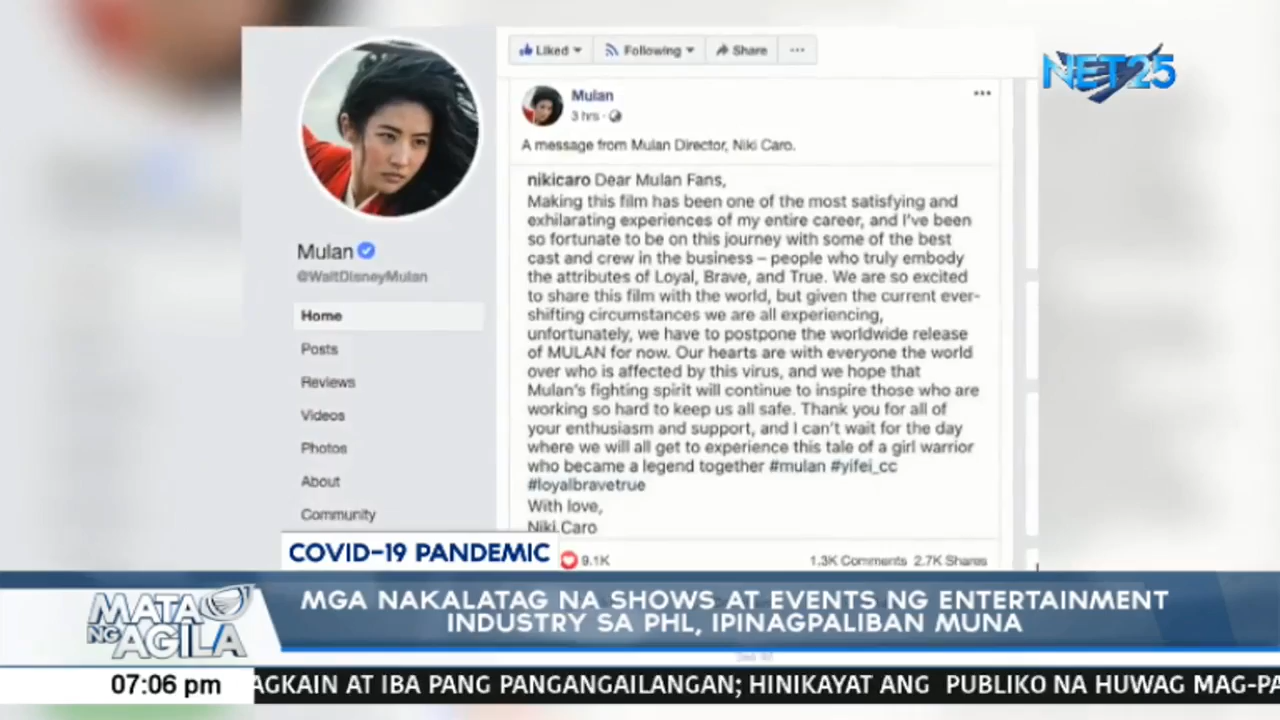 Liked
Following
Share
NET25
Mulan
3 hrs
A message from Mulan Director, Niki Caro.
nikicaro Dear Mulan Fans,
Making this film has been one of the most satisfying and
exhilarating experiences of my entire career, and I've been
so fortunate to be on this journey with some of the best
cast and crew in the business – people who truly embody
the attributes of Loyal, Brave, and True. We are so excited
to share this film with the world, but given the current ever-
shifting circumstances we are all experiencing,
unfortunately, we have to postpone the worldwide release
of MULAN for now. Our hearts are with everyone the world
over who is affected by this virus, and we hope that
Mulan's fighting spirit will continue to inspire those who are
working so hard to keep us all safe. Thank you for all of
your enthusiasm and support, and I can't wait for the day
where we will all get to experience this tale of a girl warrior
who became a legend together #mulan #yifei_cc
#loyalbravetrue
With love,
Niki Caro
9.1K
1.3K Comments 2.7K Shares
Mulan
@WaltDisneyMulan
Home
Posts
Reviews
Videos
Photos
About
Community
COVID-19 PANDEMIC
MATA NG AGILA
MGA NAKALATAG NA SHOWS AT EVENTS NG ENTERTAINMENT
INDUSTRY SA PHL, IPINAGPALIBAN MUNA
07:06 pm
AGKAIN AT IBA PANG PANGANGAILANGAN; HINIKAYAT ANG PUBLIKO NA HUWAG MAG-PA